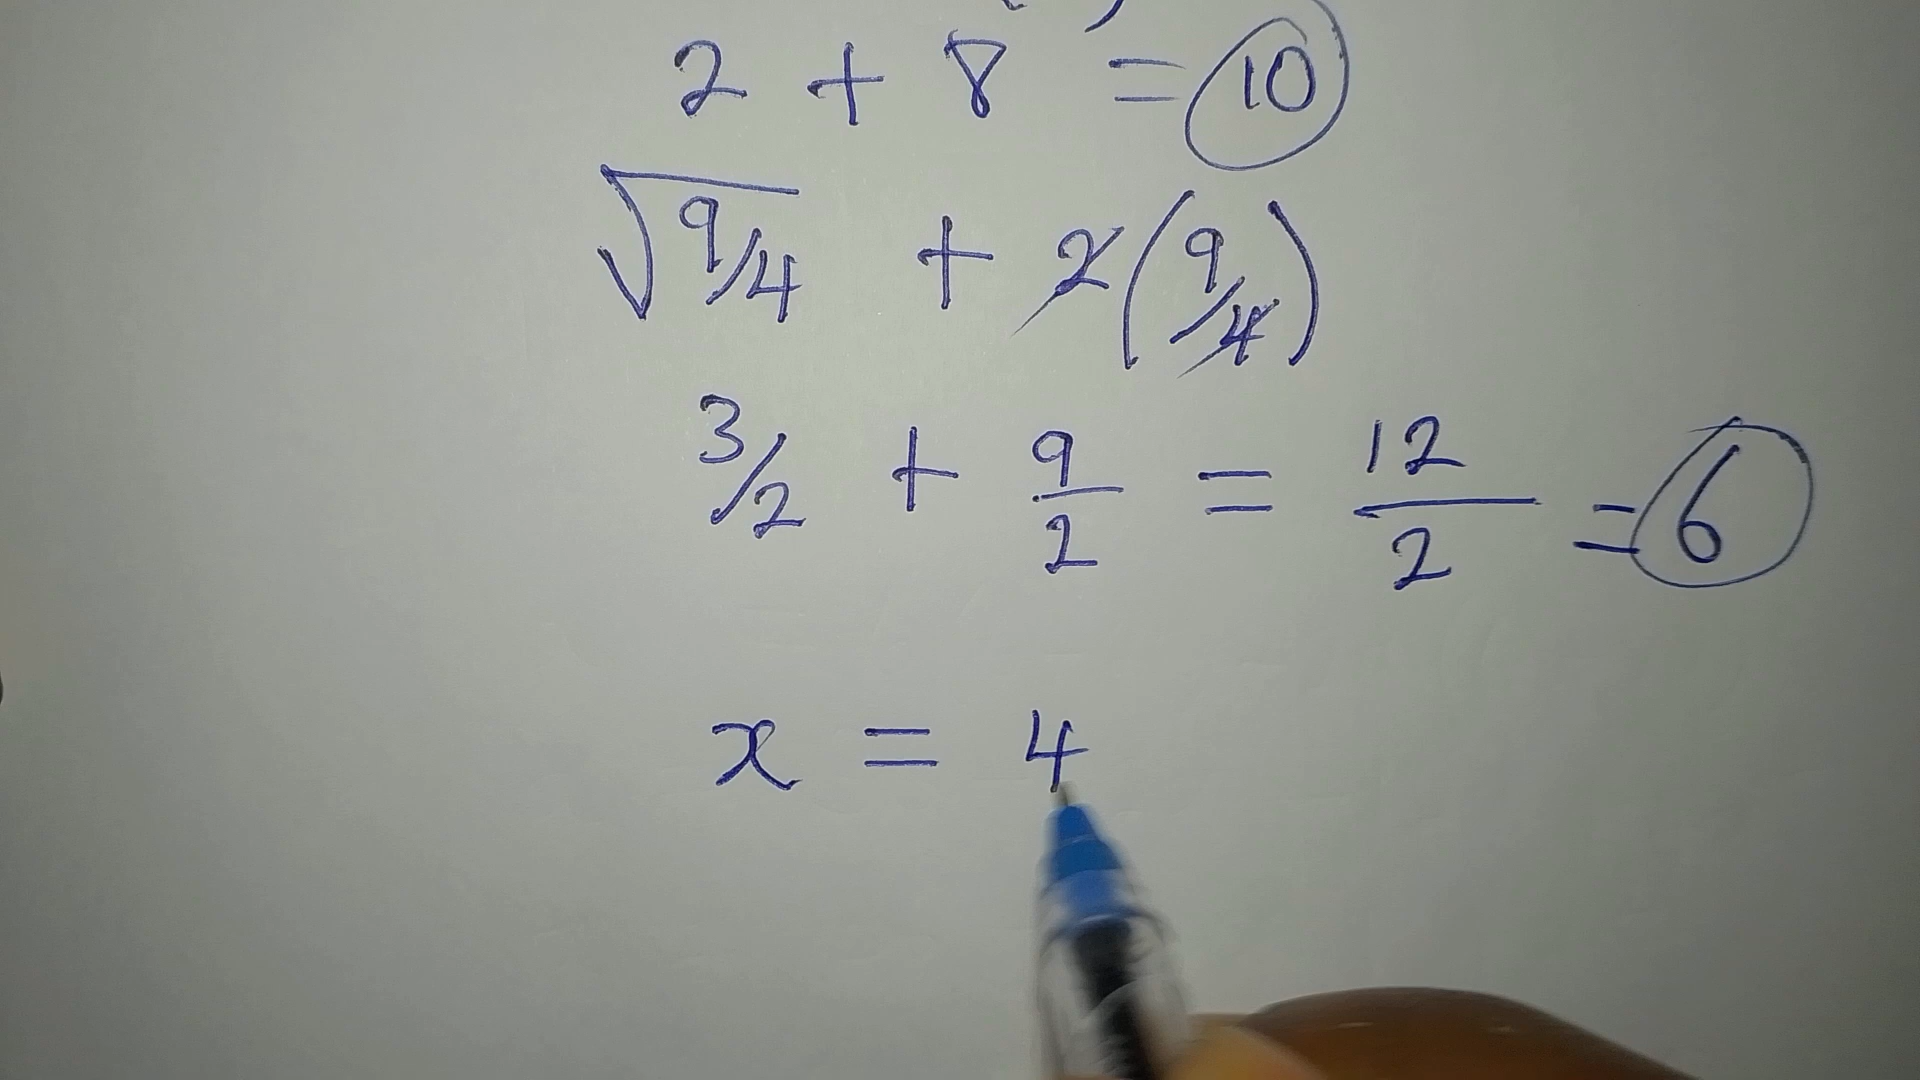 2 + 8 = 10
√9/4 + 2(9/4)
3/2 + 9/2 = 12/2 = 6
x = 4